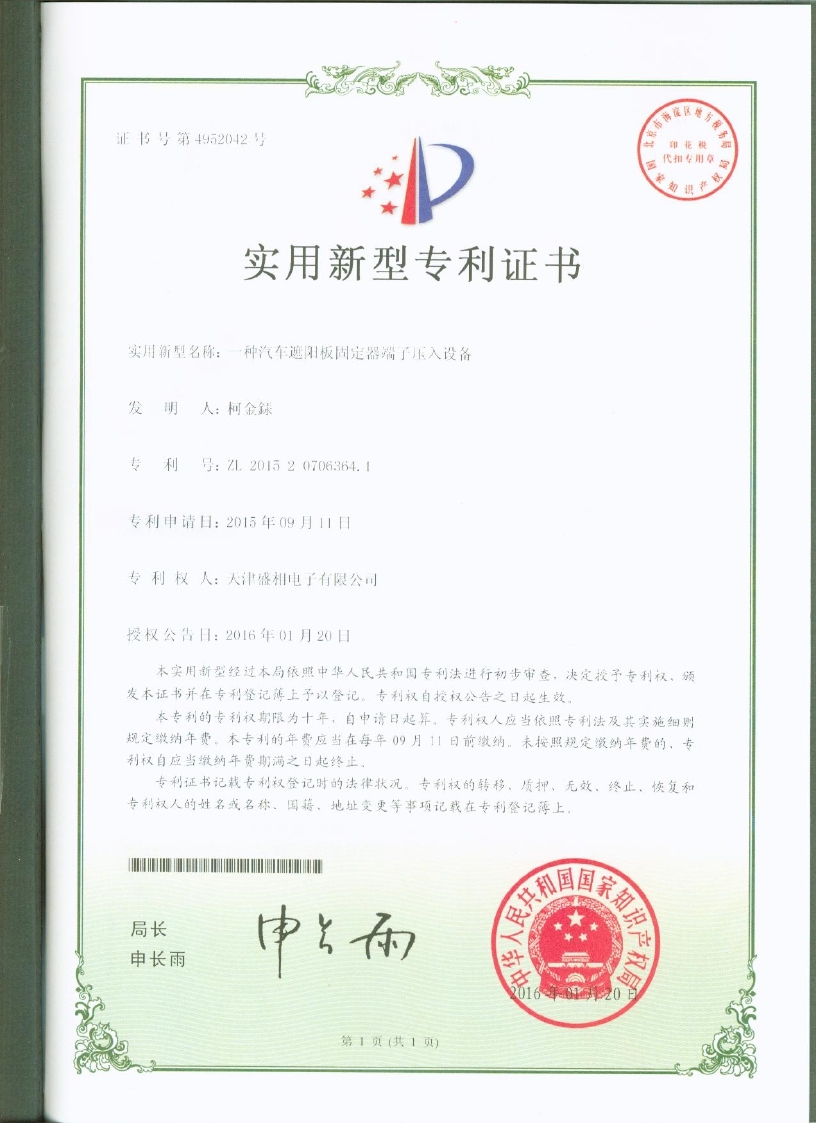 证书号第4952042号
北京市海淀区地方税务局
印花税
代扣专用章
国家知识产权局
实用新型专利证书
实用新型名称：一种汽车遮阳板固定器端子压入设备
发明人：柯金銾
专利号：ZL 2015 2 0706364.1
专利申请日：2015年09月11日
专利权人：天津盛相电子有限公司
授权公告日：2016年01月20日
本实用新型经过本局依照中华人民共和国专利法进行初步审查，决定授予专利权，颁
发本证书并在专利登记簿上予以登记。专利权自授权公告之日起生效。
本专利的专利权期限为十年，自申请日起算。专利权人应当依照专利法及其实施细则
规定缴纳年费。本专利的年费应当在每年09月11日前缴纳。未按照规定缴纳年费的，专
利权自应当缴纳年费期满之日起终止。
专利证书记载专利权登记时的法律状况。专利权的转移、质押、无效、终止、恢复和
专利权人的姓名或名称、国籍、地址变更等事项记载在专利登记簿上。
局长
申长雨
申长雨
中华人民共和国国家知识产权局
2016年01月20日
第 1 页 (共 1 页)